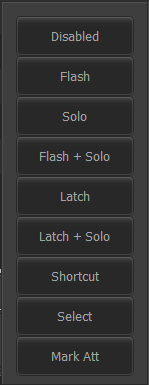 Disabled
Flash
Solo
Flash + Solo
Latch
Latch + Solo
Shortcut
Select
Mark Att